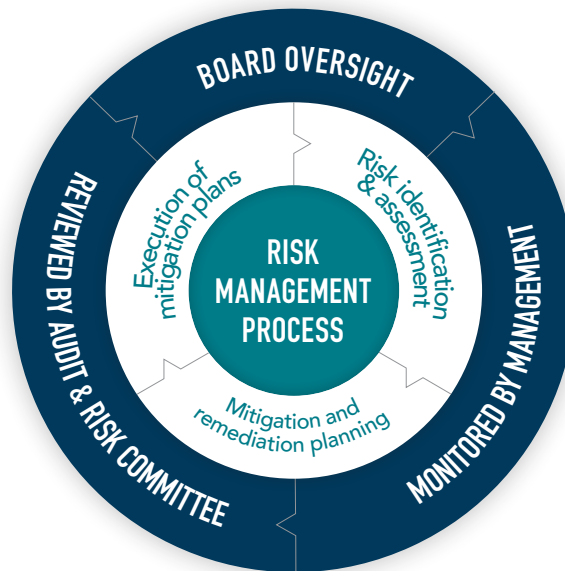 BOARD OVERSIGHT
MONITORED BY MANAGEMENT
REVIEWED BY AUDIT & RISK COMMITTEE
Risk identification
& assessment
Mitigation and
remediation planning
Execution of
mitigation plans
RISK
MANAGEMENT
PROCESS